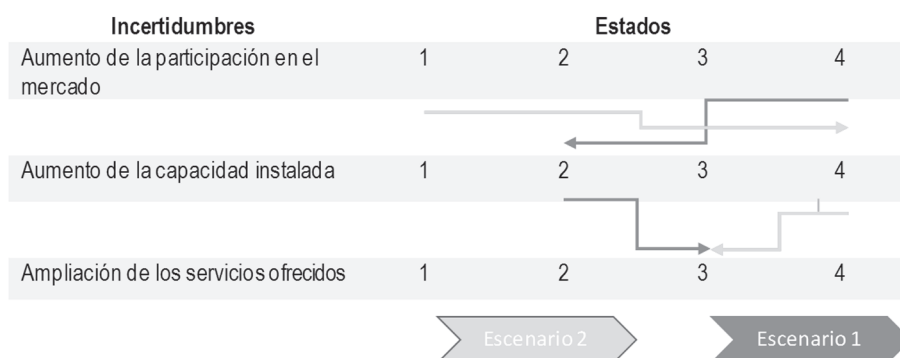 Incertidumbres Estados
Aumento de la participación en el 1 2 3 4
mercado
Aumento de la capacidad instalada 1 2 3 4
Ampliación de los servicios ofrecidos 1 2 3 4
Escenario 2 Escenario 1